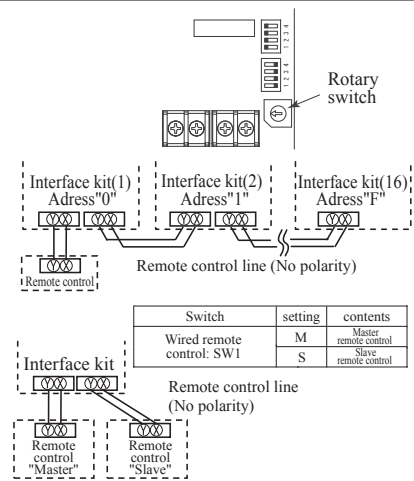 1 2 3 4
1 2 3 4
Rotary
switch
Interface kit(1)
Adress"0"
Interface kit(2)
Adress"1"
Interface kit(16)
Adress"F"
Y X Y X
Y X Y X
Y X
Y X
Remote control
Remote control line (No polarity)
Switch setting contents
Wired remote
control: SW1
M Master
remote control
S Slave
remote control
Interface kit
Y X Y X
Remote control line
(No polarity)
Y X
Y X
Remote
control
"Master"
Remote
control
"Slave"